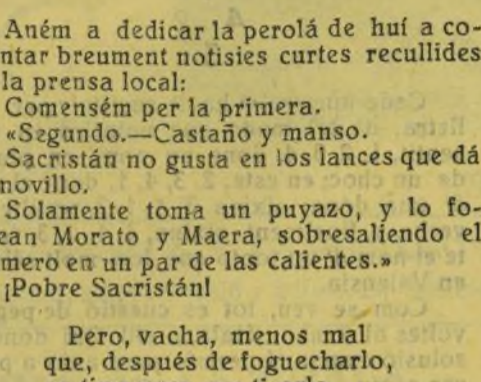 Aném a dedicar la perolá de huí a co-
ntar breument notisies curtes recullides
la prensa local:
Comensém per la primera.
«Segundo.—Castaño y manso.
Sacristán no gusta en los lances que dá
novillo.
Solamente toma un puyazo, y lo fo-
ean Morato y Maera, sobresaliendo el
mero en un par de las calientes.»
¡Pobre Sacristán!
Pero, vacha, menos mal
que, después de foguecharlo,